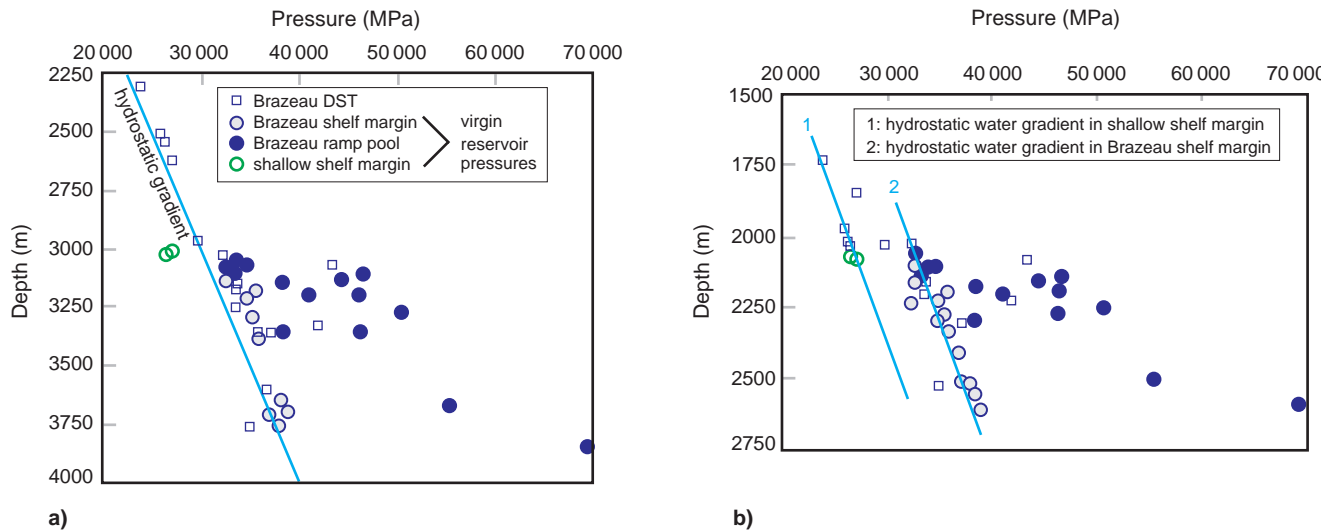 Pressure (MPa)
20 000 30 000 40 000 50 000 60 000 70 000
2250
2500
2750
3000
3250
3500
3750
4000
Depth (m)
hydrostatic gradient
Brazeau DST
Brazeau shelf margin
Brazeau ramp pool
shallow shelf margin
virgin
reservoir
pressures
a)
Pressure (MPa)
20 000 30 000 40 000 50 000 60 000 70 000
1500
1750
2000
2250
2500
2750
Depth (m)
1
2
1: hydrostatic water gradient in shallow shelf margin
2: hydrostatic water gradient in Brazeau shelf margin
b)